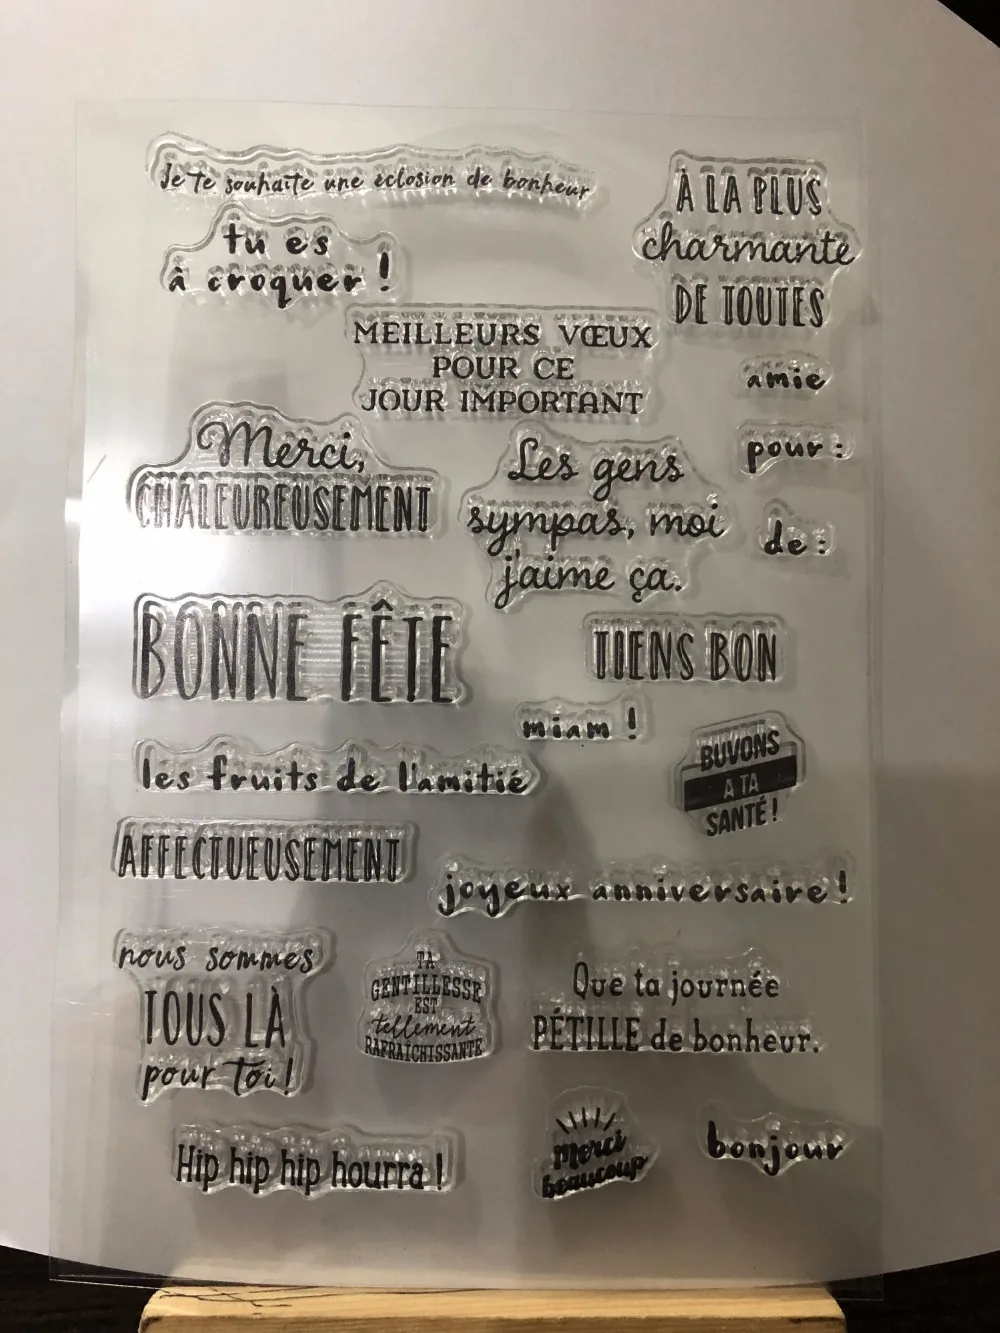 Je te souhaite une éclosion de bonheur
tu es
à croquer !
À LA PLUS
charmante
DE TOUTES
MEILLEURS VŒUX
POUR CE
JOUR IMPORTANT
amie
pour :
de :
Merci,
CHALEUREUSEMENT
Les gens
sympas, moi
j'aime ça.
BONNE FÊTE
TIENS BON
miam !
BUVONS
À TA
SANTÉ !
les fruits de l'amitié
AFFECTUEUSEMENT
joyeux anniversaire !
nous sommes
TOUS LÀ
pour toi !
TA
GENTILLESSE
EST
tellement
RAFRAÎCHISSANTE
Que ta journée
PÉTILLE de bonheur.
Hip hip hip hourra !
merci
beaucoup
bonjour